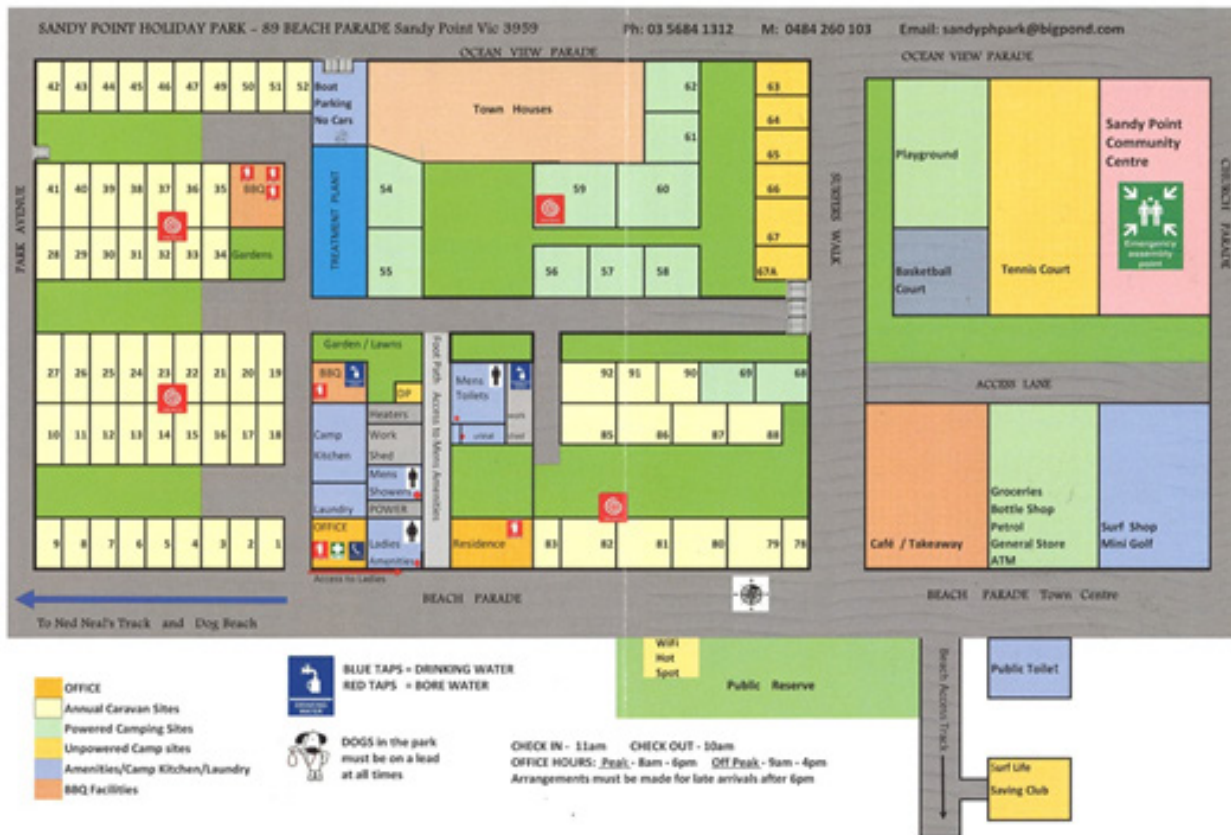 SANDY POINT HOLIDAY PARK – 89 BEACH PARADE Sandy Point Vic 3959 Ph: 03 5684 1312 M: 0484 260 103 Email: sandyphpark@bigpond.com
OCEAN VIEW PARADE
OCEAN VIEW PARADE
42 43 44 45 46 47 49 50 51 52
Boat
Parking
No Cars
Town Houses
62
61
63
64
65
66
67
67A
PARK AVENUE
41 40 39 38 37 36 35
BBQ
28 29 30 31 32 33 34
Gardens
TREATMENT PLANT
54
55
59
60
56 57 58
SURFERS WALK
Playground
Basketball
Court
Tennis Court
Sandy Point
Community
Centre
Emergency
assembly
point
CHURCH PARADE
27 26 25 24 23 22 21 20 19
10 11 12 13 14 15 16 17 18
9 8 7 6 5 4 3 2 1
Garden / Lawns
BBQ
DP
Heaters
Camp
Kitchen
Work
Shed
Mens
Showers
Laundry
POWER
OFFICE
Ladies
Amenities
Access to Ladies
Foot Path Access to Mens Amenities
Mens
Toilets
urinal
work
shed
Residence
92 91 90 69 68
85 86 87 88
83 82 81 80 79 78
ACCESS LANE
Café / Takeaway
Groceries
Bottle Shop
Petrol
General Store
ATM
Surf Shop
Mini Golf
BEACH PARADE
BEACH PARADE Town Centre
To Ned Neal's Track and Dog Beach
OFFICE
Annual Caravan Sites
Powered Camping Sites
Unpowered Camp sites
Amenities/Camp Kitchen/Laundry
BBQ Facilities
DRINKING
WATER
BLUE TAPS = DRINKING WATER
RED TAPS = BORE WATER
DOGS in the park
must be on a lead
at all times
CHECK IN - 11am CHECK OUT - 10am
OFFICE HOURS: Peak - 8am - 6pm Off Peak - 9am - 4pm
Arrangements must be made for late arrivals after 6pm
WiFi
Hot
Spot
Public Reserve
Beach Access Track
Public Toilet
Surf Life
Saving Club